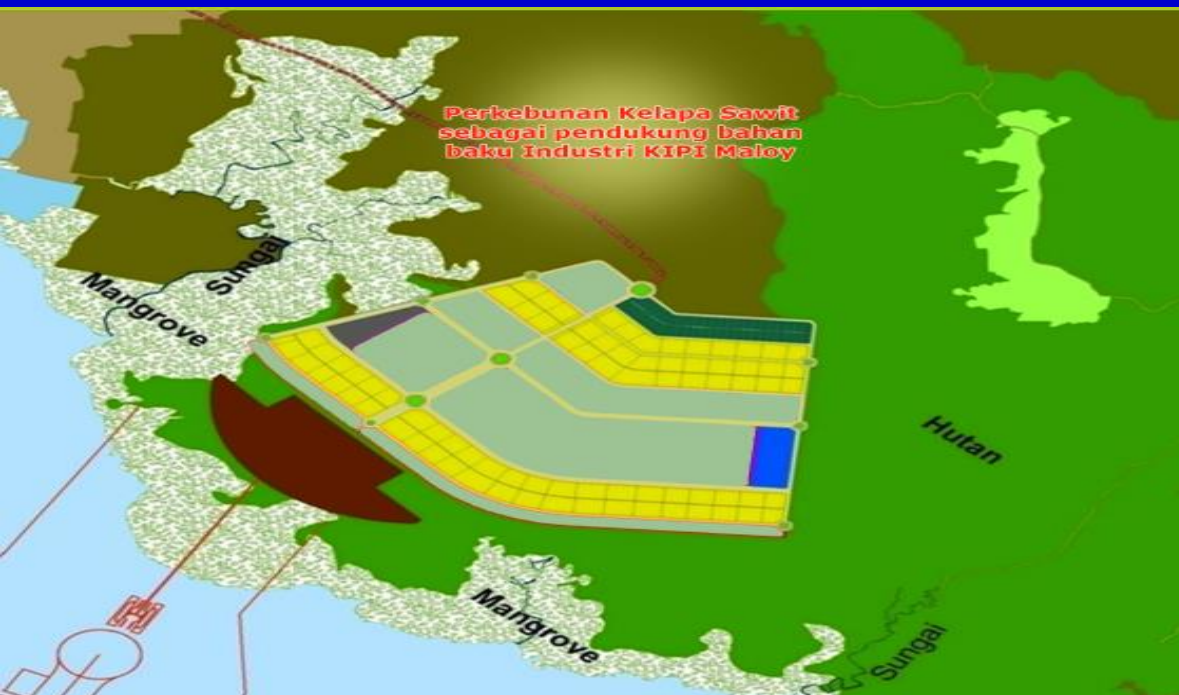 Perkebunan Kelapa Sawit
sebagai pendukung bahan
baku Industri KIPI Maloy
Sungai
Mangrove
Hutan
Mangrove
Sungai